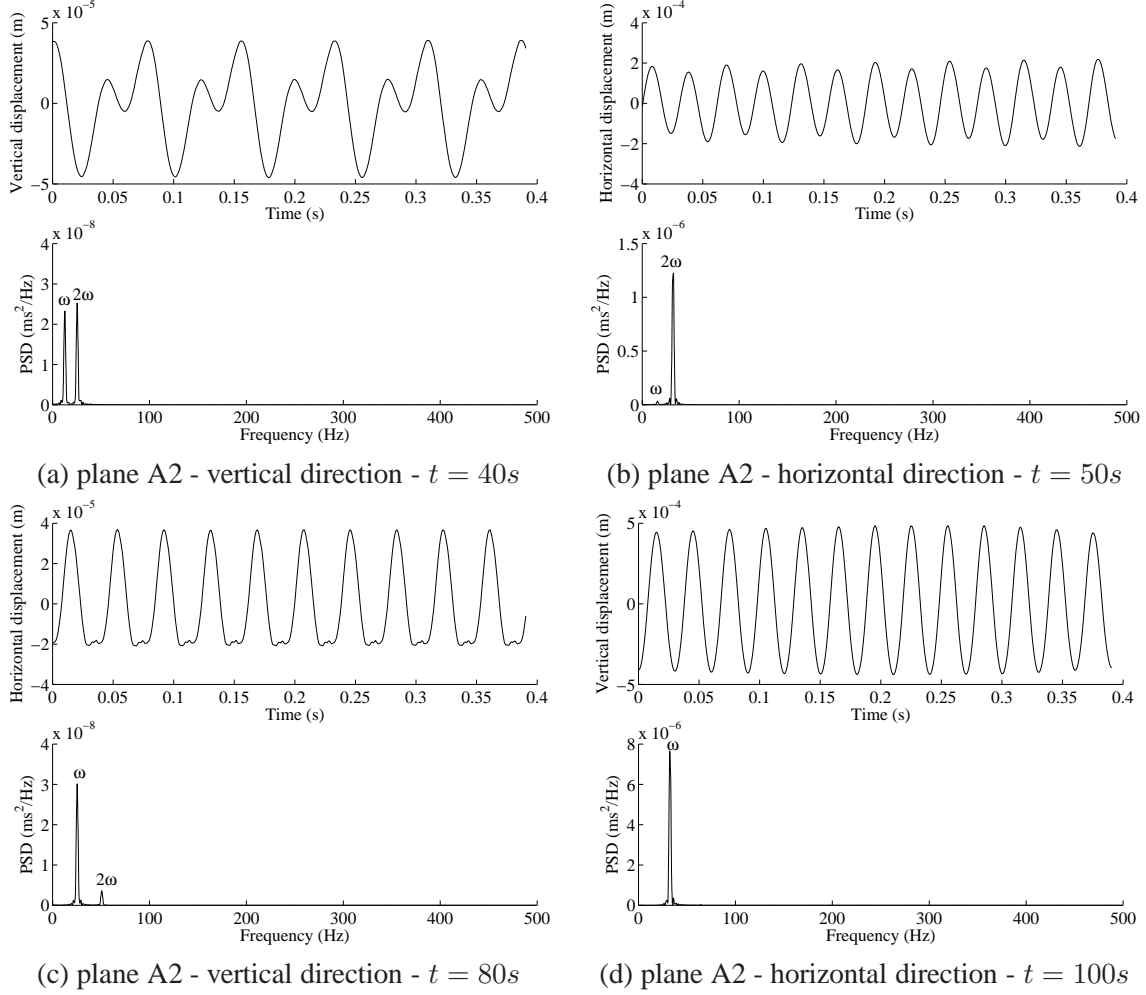 x 10⁻⁵
Vertical displacement (m)
5
0
−5
0 0.05 0.1 0.15 0.2 0.25 0.3 0.35 0.4
Time (s)
x 10⁻⁸
PSD (ms²/Hz)
4
3
2
1
0
ω 2ω
0 100 200 300 400 500
Frequency (Hz)
(a) plane A2 - vertical direction - t = 40s
x 10⁻⁴
Horizontal displacement (m)
4
2
0
−2
−4
0 0.05 0.1 0.15 0.2 0.25 0.3 0.35 0.4
Time (s)
x 10⁻⁶
PSD (ms²/Hz)
1.5
1
0.5
0
2ω
ω
0 100 200 300 400 500
Frequency (Hz)
(b) plane A2 - horizontal direction - t = 50s
x 10⁻⁵
Horizontal displacement (m)
4
2
0
−2
−4
0 0.05 0.1 0.15 0.2 0.25 0.3 0.35 0.4
Time (s)
x 10⁻⁸
PSD (ms²/Hz)
4
3
2
1
0
ω
2ω
0 100 200 300 400 500
Frequency (Hz)
(c) plane A2 - vertical direction - t = 80s
x 10⁻⁴
Vertical displacement (m)
5
0
−5
0 0.05 0.1 0.15 0.2 0.25 0.3 0.35 0.4
Time (s)
x 10⁻⁶
PSD (ms²/Hz)
8
6
4
2
0
ω
0 100 200 300 400 500
Frequency (Hz)
(d) plane A2 - horizontal direction - t = 100s